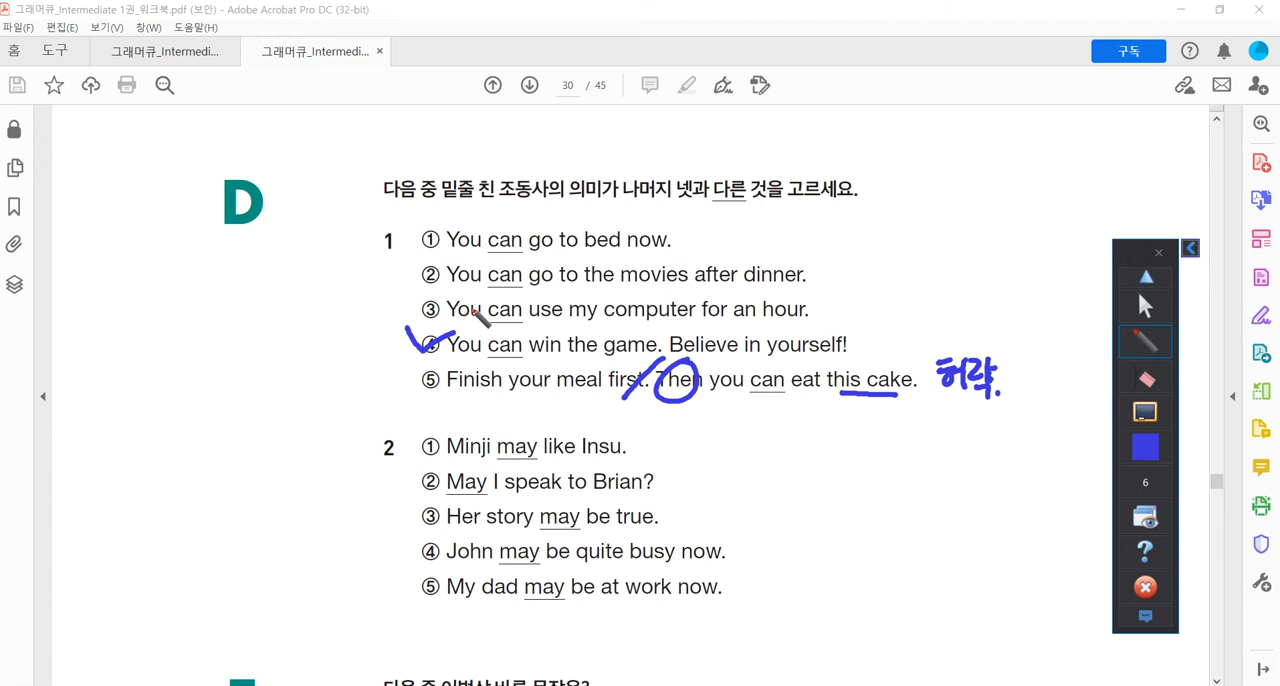 그래머큐_Intermediate 1권_워크북.pdf (보안) - Adobe Acrobat Pro DC (32-bit)
파일(F) 편집(E) 보기(V) 창(W) 도움말(H)
홈 도구 그래머큐_Intermedi... 그래머큐_Intermedi... × 구독
30 / 45
D 다음 중 밑줄 친 조동사의 의미가 나머지 넷과 다른 것을 고르세요.
1 ① You can go to bed now.
② You can go to the movies after dinner.
③ You can use my computer for an hour.
④ You can win the game. Believe in yourself!
⑤ Finish your meal first. Then you can eat this cake. 허락.
2 ① Minji may like Insu.
② May I speak to Brian?
③ Her story may be true.
④ John may be quite busy now.
⑤ My dad may be at work now.
6